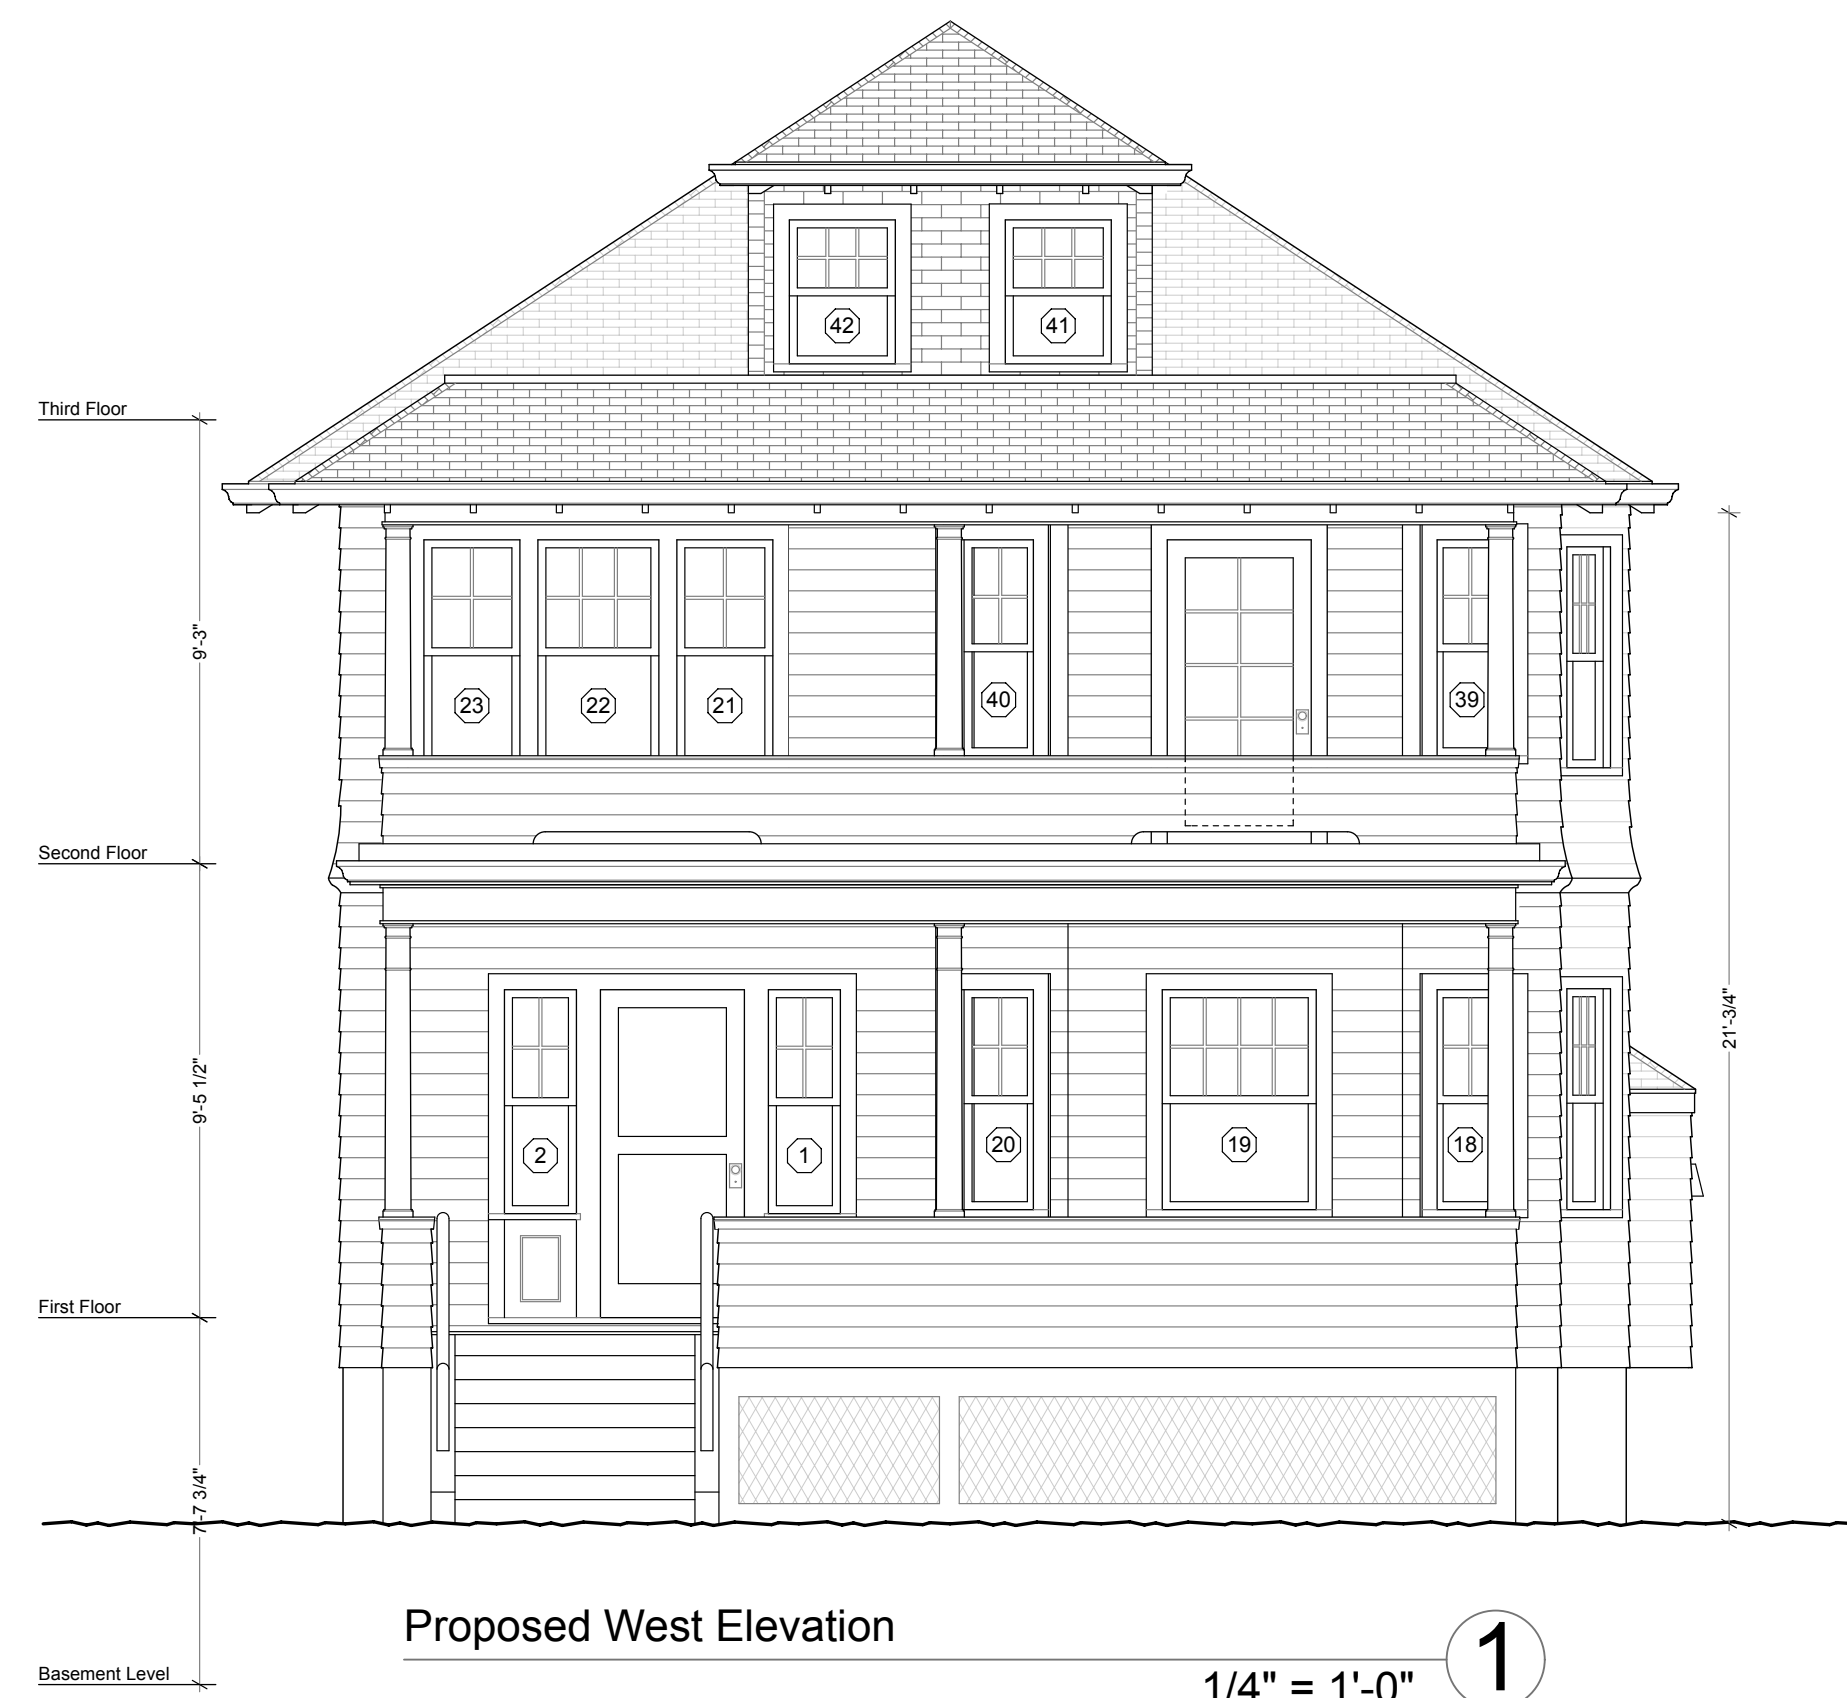 42
41
Third Floor
9'-3"
23
22
21
40
39
Second Floor
21'-3/4"
9'-5 1/2"
2
1
20
19
18
First Floor
7'-7 3/4"
Proposed West Elevation
1
1/4" = 1'-0"
Basement Level